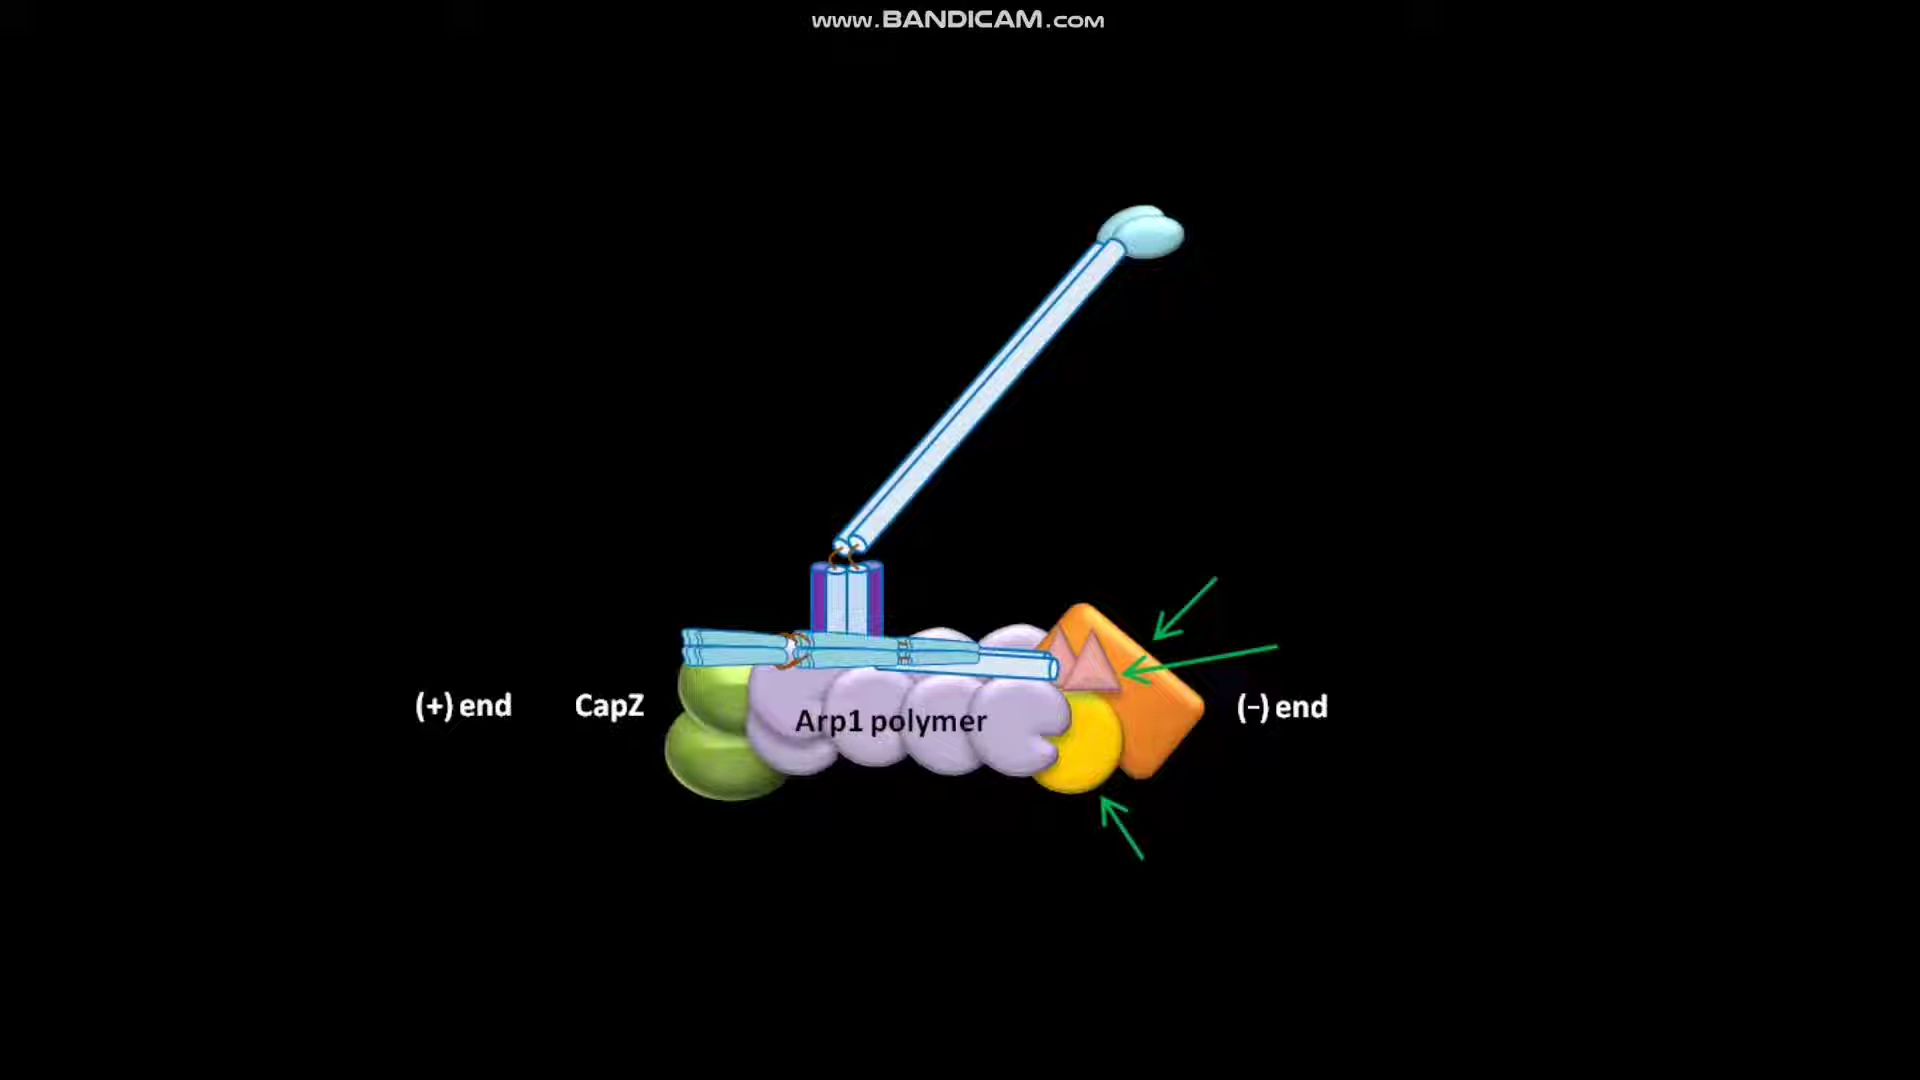 www.BANDICAM.com
(+) end
CapZ
Arp1 polymer
(−) end